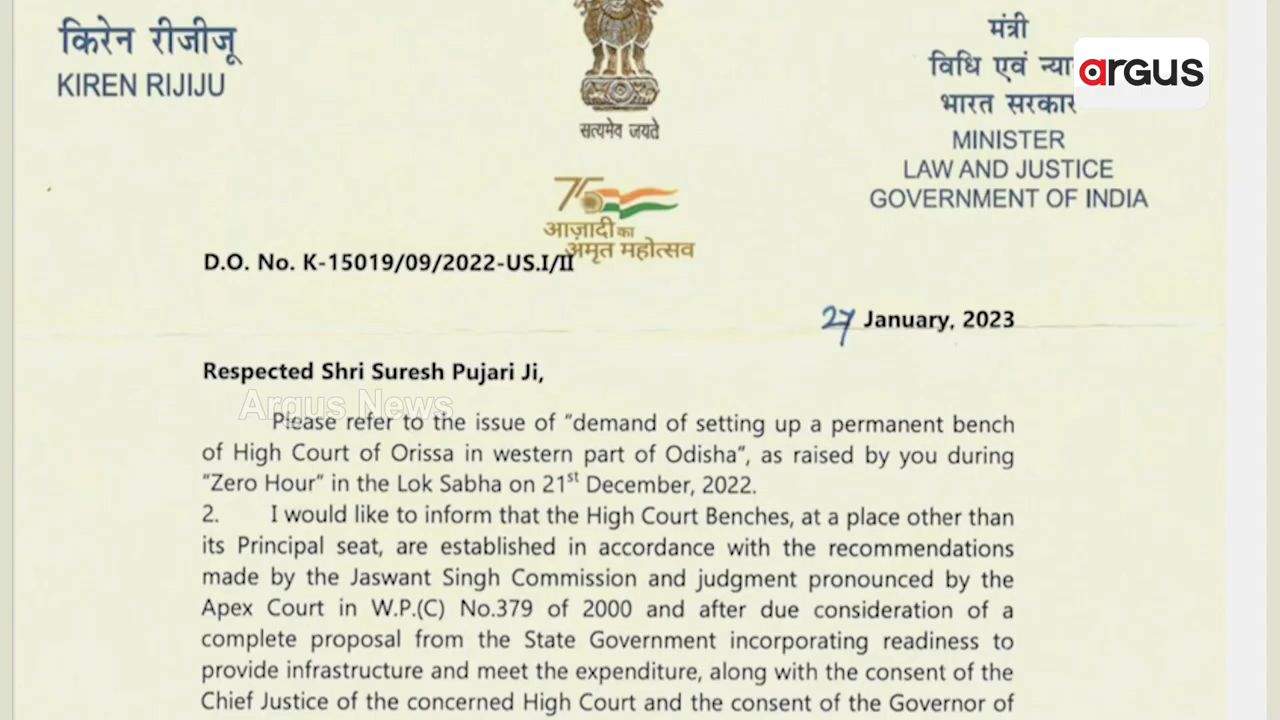 किरेन रीजीजू
KIREN RIJIJU
सत्यमेव जयते
75
आज़ादी का
अमृत महोत्सव
मंत्री
विधि एवं
भारत सरकार
MINISTER
LAW AND JUSTICE
GOVERNMENT OF INDIA
argus
D.O. No. K-15019/09/2022-US.I/II
27 January, 2023
Respected Shri Suresh Pujari Ji,
Argus News
Please refer to the issue of “demand of setting up a permanent bench
of High Court of Orissa in western part of Odisha”, as raised by you during
“Zero Hour” in the Lok Sabha on 21st December, 2022.
2. I would like to inform that the High Court Benches, at a place other than
its Principal seat, are established in accordance with the recommendations
made by the Jaswant Singh Commission and judgment pronounced by the
Apex Court in W.P.(C) No.379 of 2000 and after due consideration of a
complete proposal from the State Government incorporating readiness to
provide infrastructure and meet the expenditure, along with the consent of the
Chief Justice of the concerned High Court and the consent of the Governor of